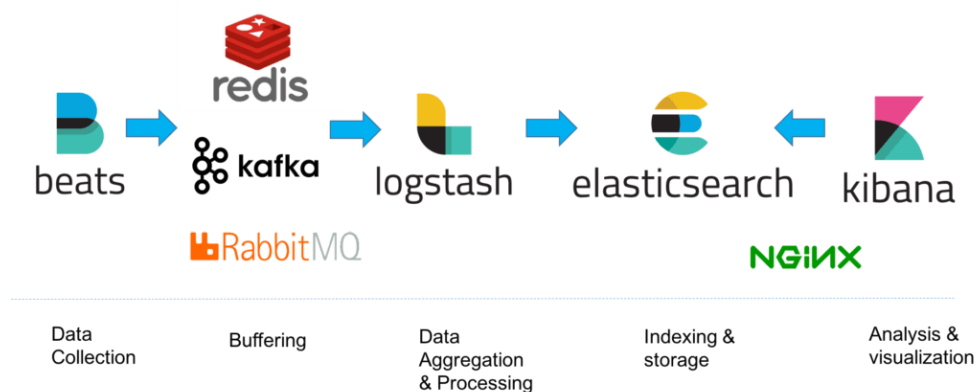 redis
beats
kafka
logstash
elasticsearch
kibana
RabbitMQ
NGiNX
Data
Collection
Buffering
Data
Aggregation
& Processing
Indexing &
storage
Analysis &
visualization